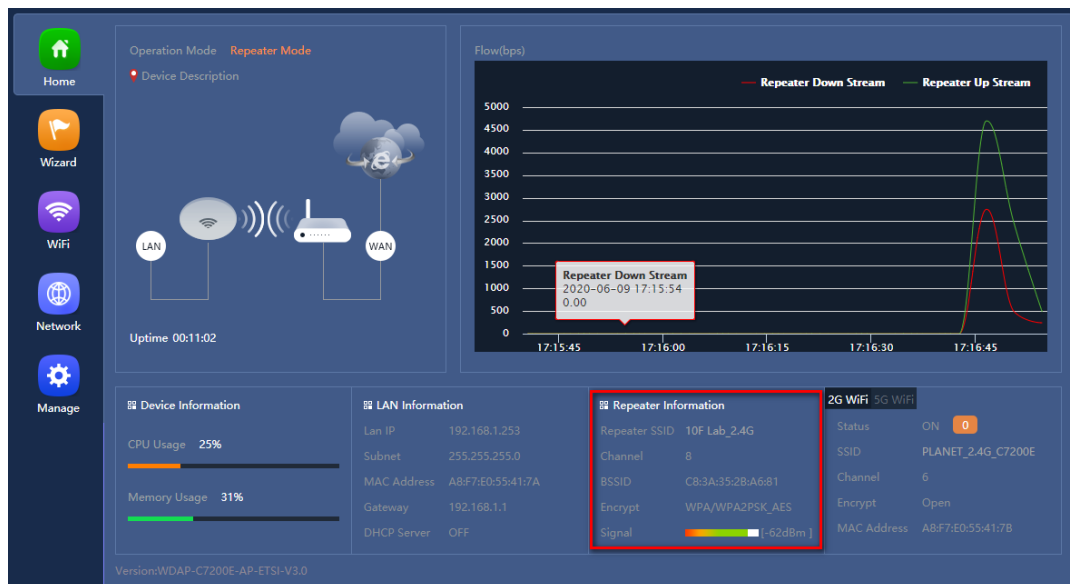 Home
Wizard
WiFi
Network
Manage
Operation Mode Repeater Mode
Device Description
LAN
WAN
Uptime 00:11:02
Flow(bps)
Repeater Down Stream Repeater Up Stream
5000
4500
4000
3500
3000
2500
2000
1500
1000
500
0
Repeater Down Stream
2020-06-09 17:15:54
0.00
17:15:45 17:16:00 17:16:15 17:16:30 17:16:45
Device Information
CPU Usage 25%
Memory Usage 31%
LAN Information
Lan IP 192.168.1.253
Subnet 255.255.255.0
MAC Address A8:F7:E0:55:41:7A
Gateway 192.168.1.1
DHCP Server OFF
Repeater Information
Repeater SSID 10F Lab_2.4G
Channel 8
BSSID C8:3A:35:2B:A6:81
Encrypt WPA/WPA2PSK_AES
Signal [-62dBm ]
2G WiFi 5G WiFi
Status ON 0
SSID PLANET_2.4G_C7200E
Channel 6
Encrypt Open
MAC Address A8:F7:E0:55:41:7B
Version:WDAP-C7200E-AP-ETSI-V3.0